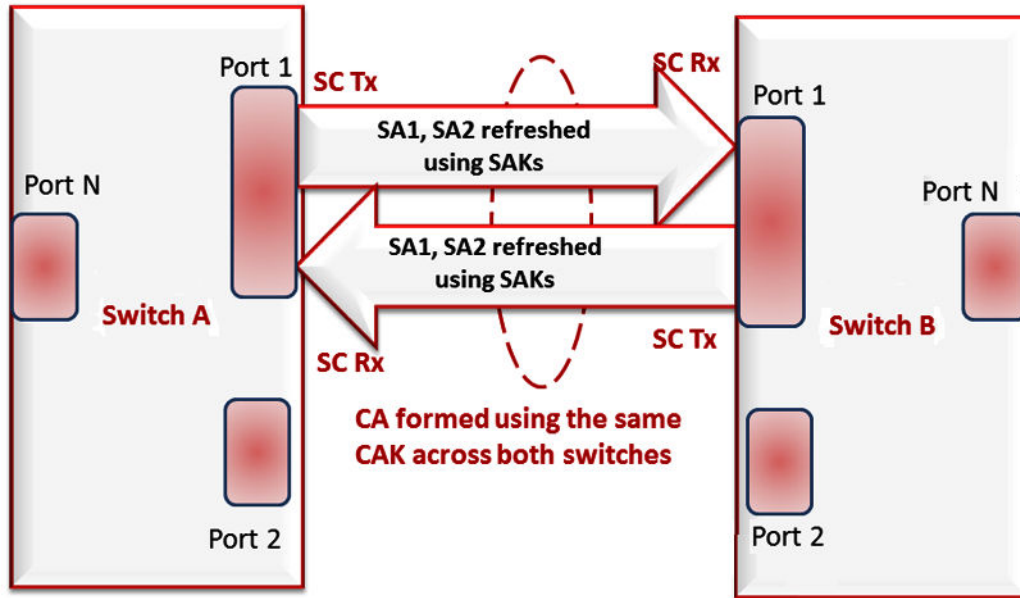 Port 1
SC Tx
SC Rx
Port 1
SA1, SA2 refreshed
using SAKs
Port N
Port N
SA1, SA2 refreshed
using SAKs
Switch A
Switch B
SC Rx
SC Tx
CA formed using the same
CAK across both switches
Port 2
Port 2